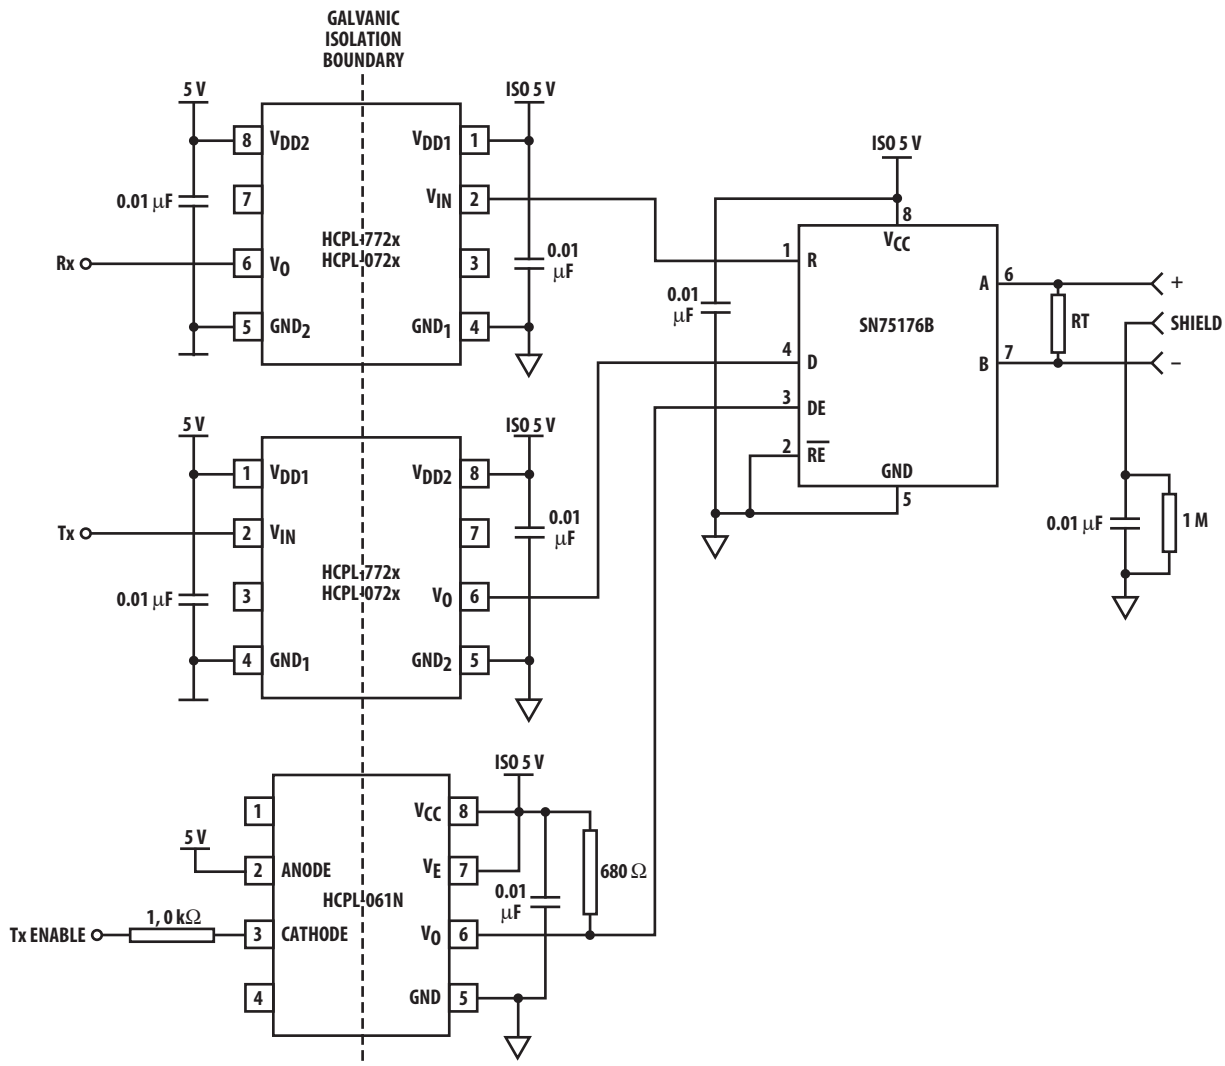 GALVANIC
ISOLATION
BOUNDARY
5 V
ISO 5 V
8 VDD2
VDD1 1
0.01 µF
7
VIN 2
HCPL-772x
HCPL-072x
Rx
6 VO
3
0.01
µF
5 GND2
GND1 4
ISO 5 V
8
VCC
1
R
0.01
µF
SN75176B
A
6
+
RT
SHIELD
4
D
B
7
–
3
DE
2
RE
GND
5
0.01 µF
1 M
5 V
ISO 5 V
1 VDD1
VDD2 8
Tx
2 VIN
7
0.01
µF
HCPL-772x
HCPL-072x
0.01 µF
3
VO 6
4 GND1
GND2 5
ISO 5 V
1
VCC 8
5 V
2 ANODE
VE 7
680 Ω
HCPL-061N
0.01
µF
1, 0 kΩ
Tx ENABLE
3 CATHODE
VO 6
4
GND 5